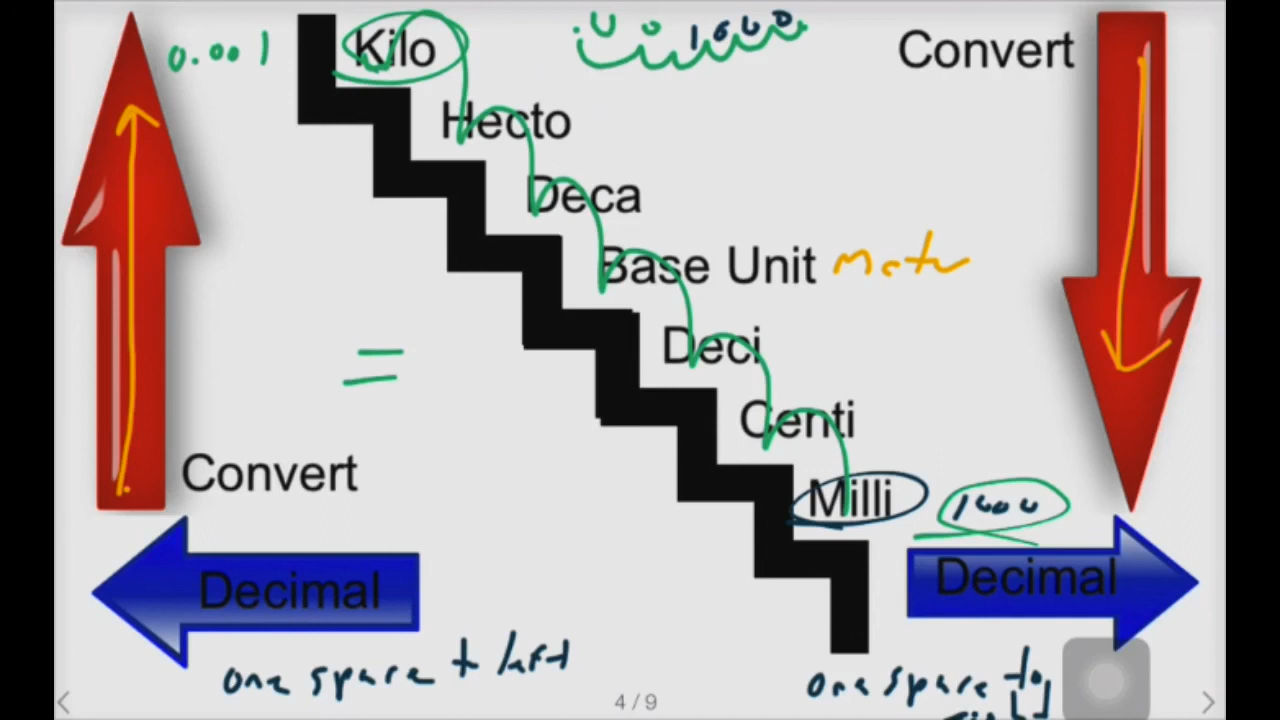 0.001 Kilo 1000 Convert
Hecto
Deca
Base Unit meter
=
Deci
Centi
Convert
Milli 1000
Decimal Decimal
one space to left one space to
4 / 9